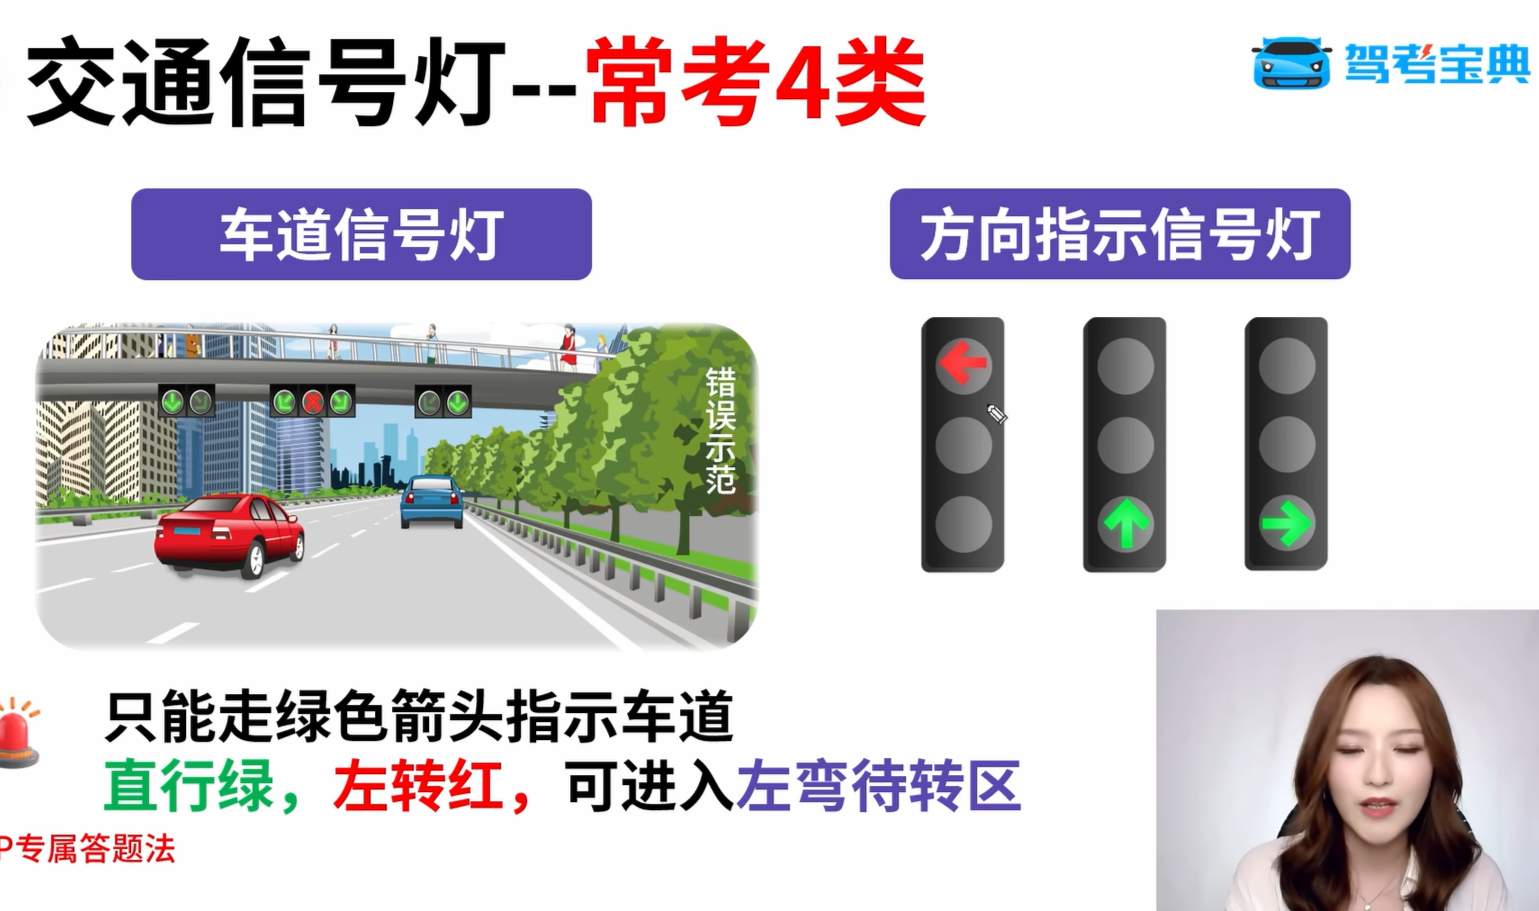 交通信号灯--常考4类
驾考宝典
车道信号灯
方向指示信号灯
错误示范
只能走绿色箭头指示车道
直行绿，左转红，可进入左弯待转区
P专属答题法